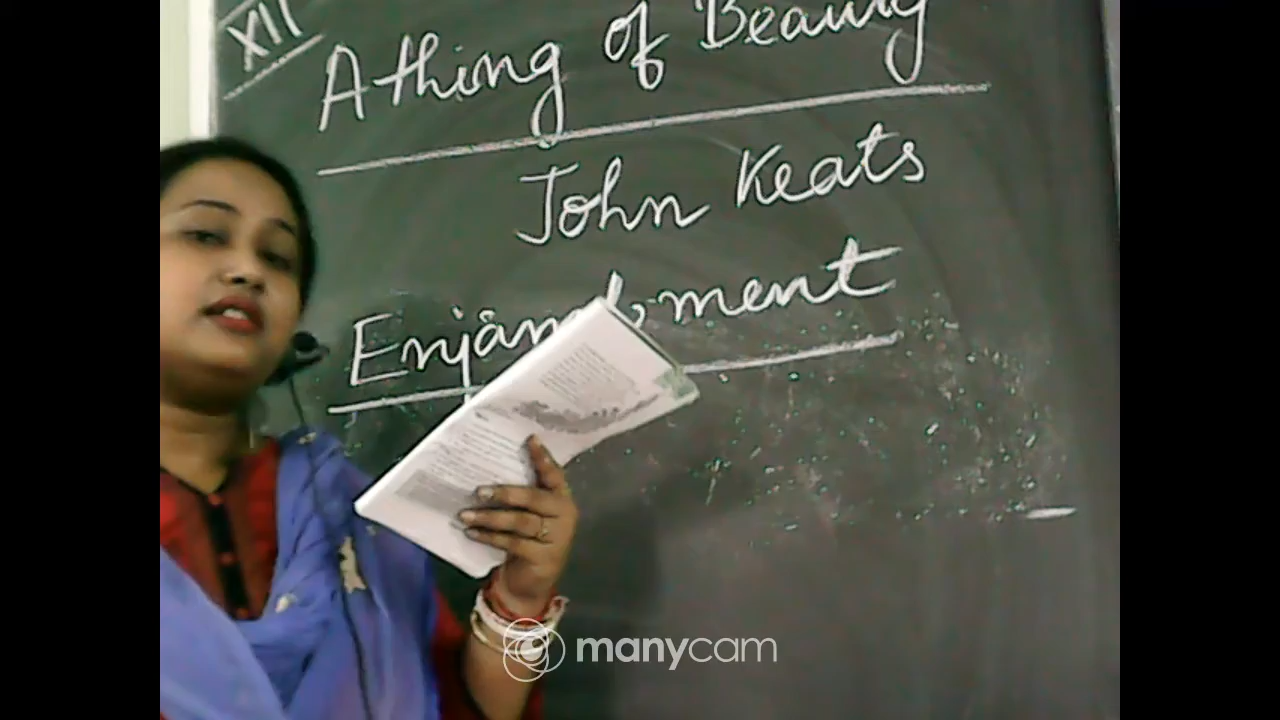 XII
A thing of Beauty
John Keats
Enjambment
manycam